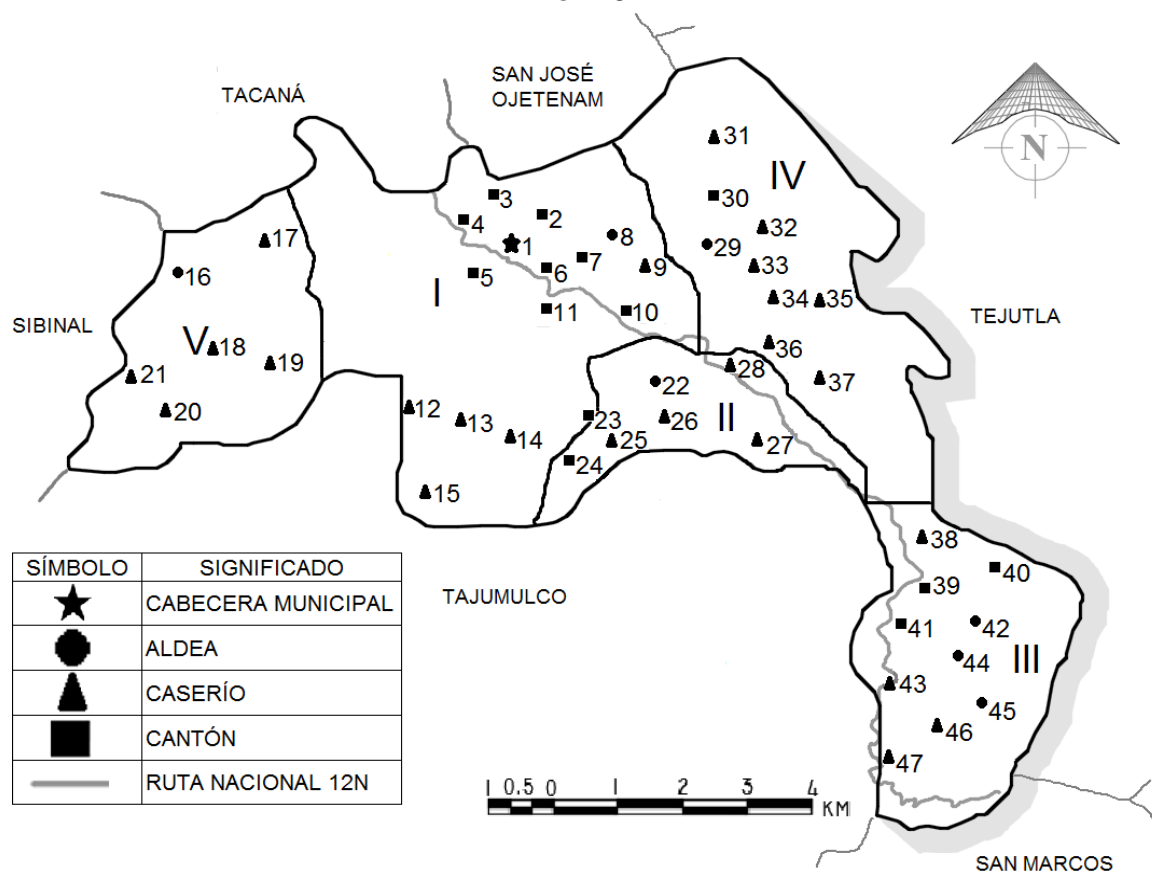 SAN JOSÉ
OJETENAM
TACANÁ
31
IV
N
3
30
2
4
32
8
17
1
29
7
33
9
6
16
5
I
34
35
11
10
TEJUTLA
SIBINAL
V
18
36
19
28
21
22
37
12
20
23
26
II
13
14
25
27
24
15
38
SÍMBOLO SIGNIFICADO
CABECERA MUNICIPAL
ALDEA
CASERÍO
CANTÓN
RUTA NACIONAL 12N
TAJUMULCO
40
39
41
42
44
III
43
45
46
47
1 0.5 0 1 2 3 4
KM
SAN MARCOS